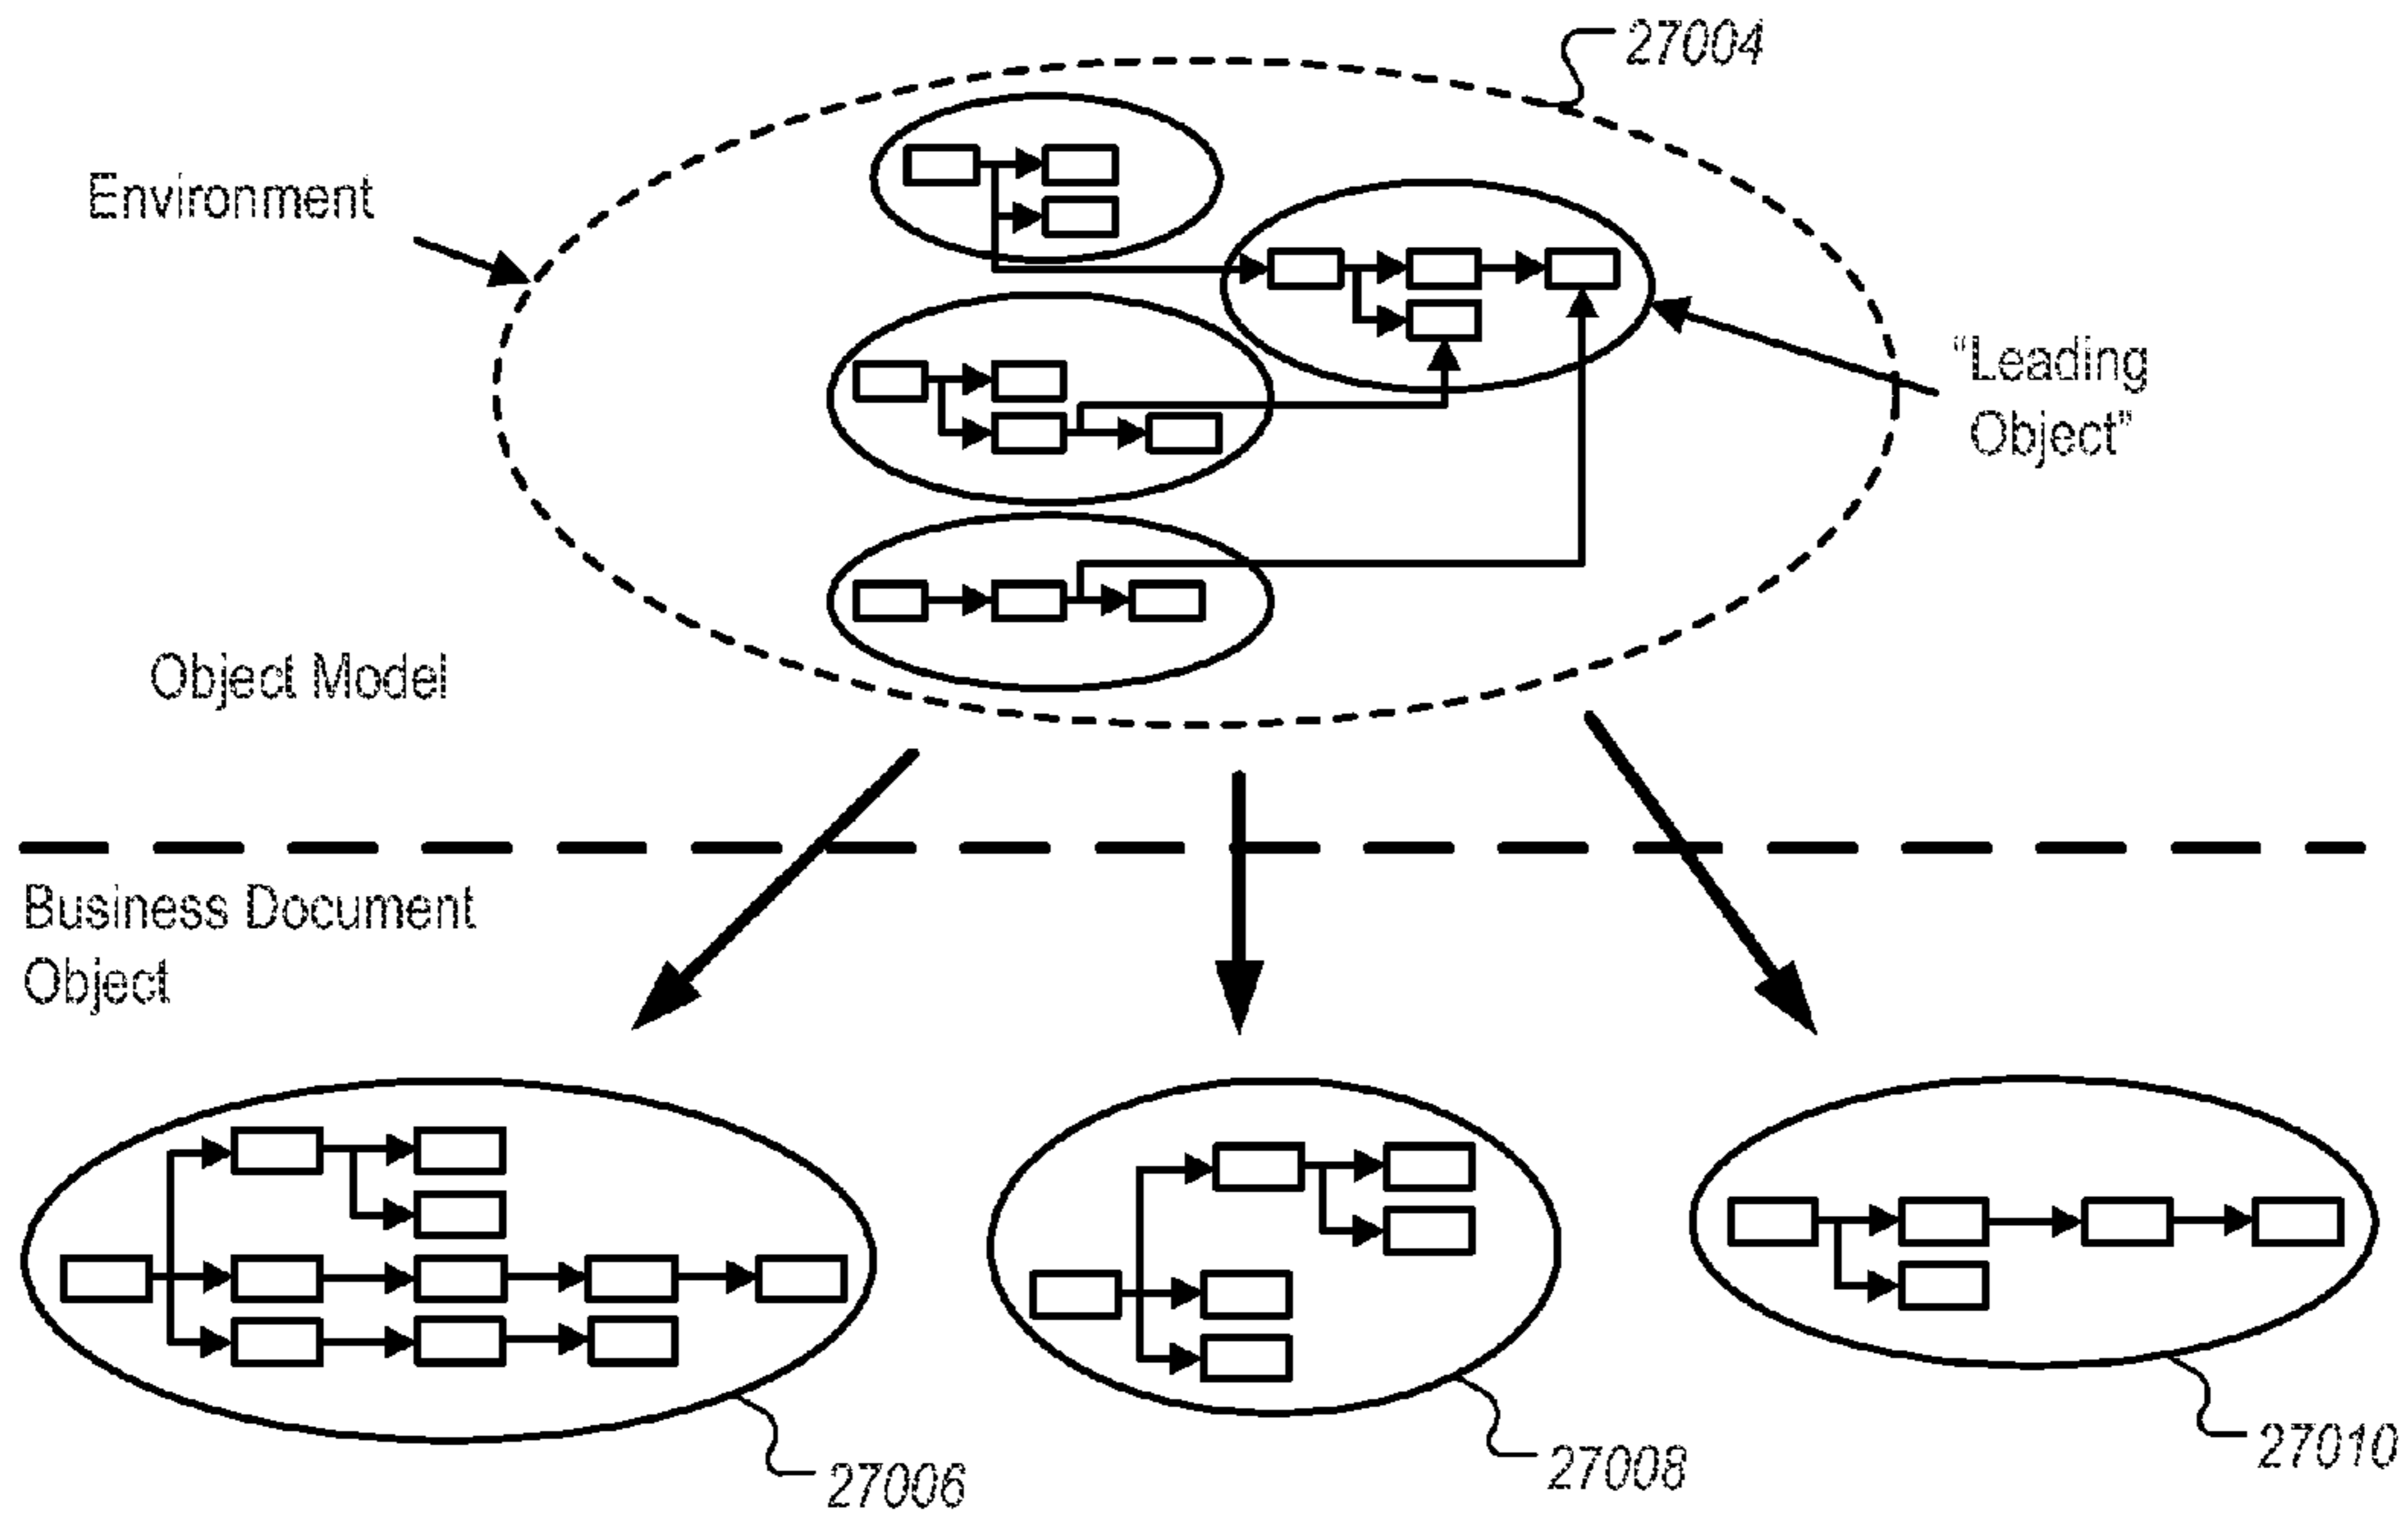 27004
Environment
“Leading
Object”
Object Model
Business Document
Object
27006
27008
27010